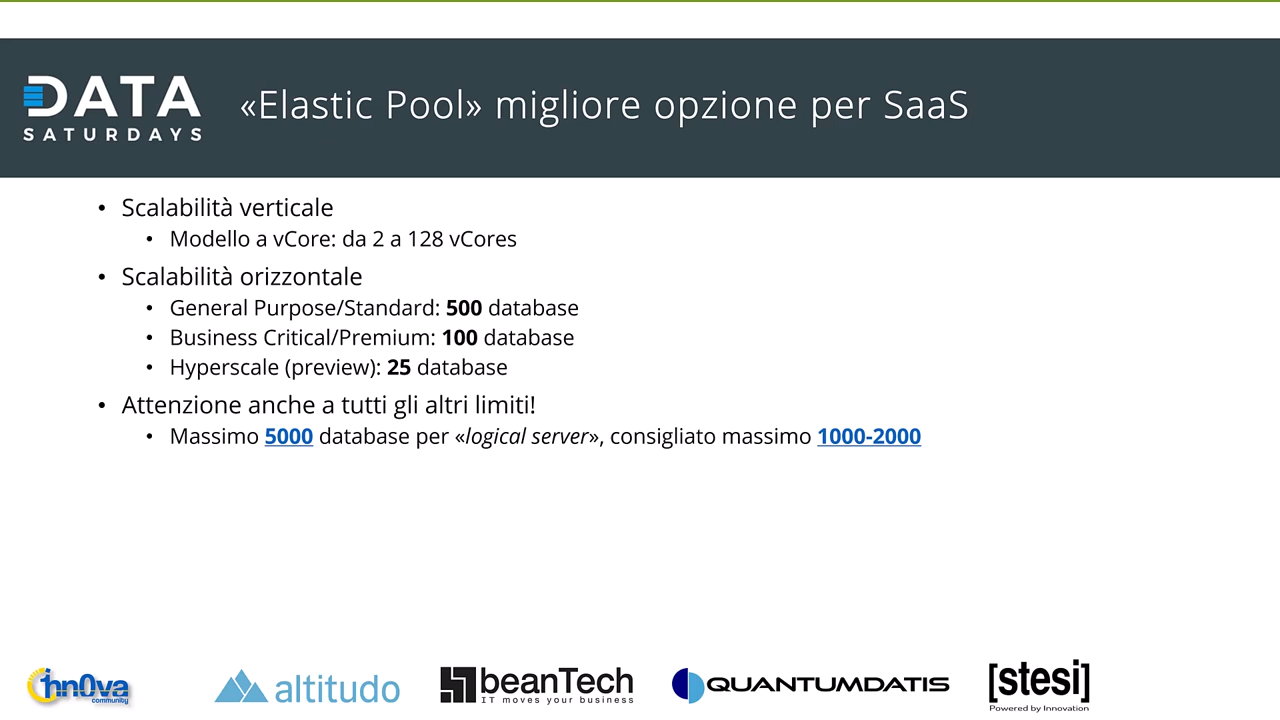 DATA
SATURDAYS
«Elastic Pool» migliore opzione per SaaS
• Scalabilità verticale
• Modello a vCore: da 2 a 128 vCores
• Scalabilità orizzontale
• General Purpose/Standard: 500 database
• Business Critical/Premium: 100 database
• Hyperscale (preview): 25 database
• Attenzione anche a tutti gli altri limiti!
• Massimo 5000 database per «logical server», consigliato massimo 1000-2000
1nn0va
community
altitudo
beanTech
IT moves your business
QUANTUMDATIS
[stesi]
Powered by Innovation